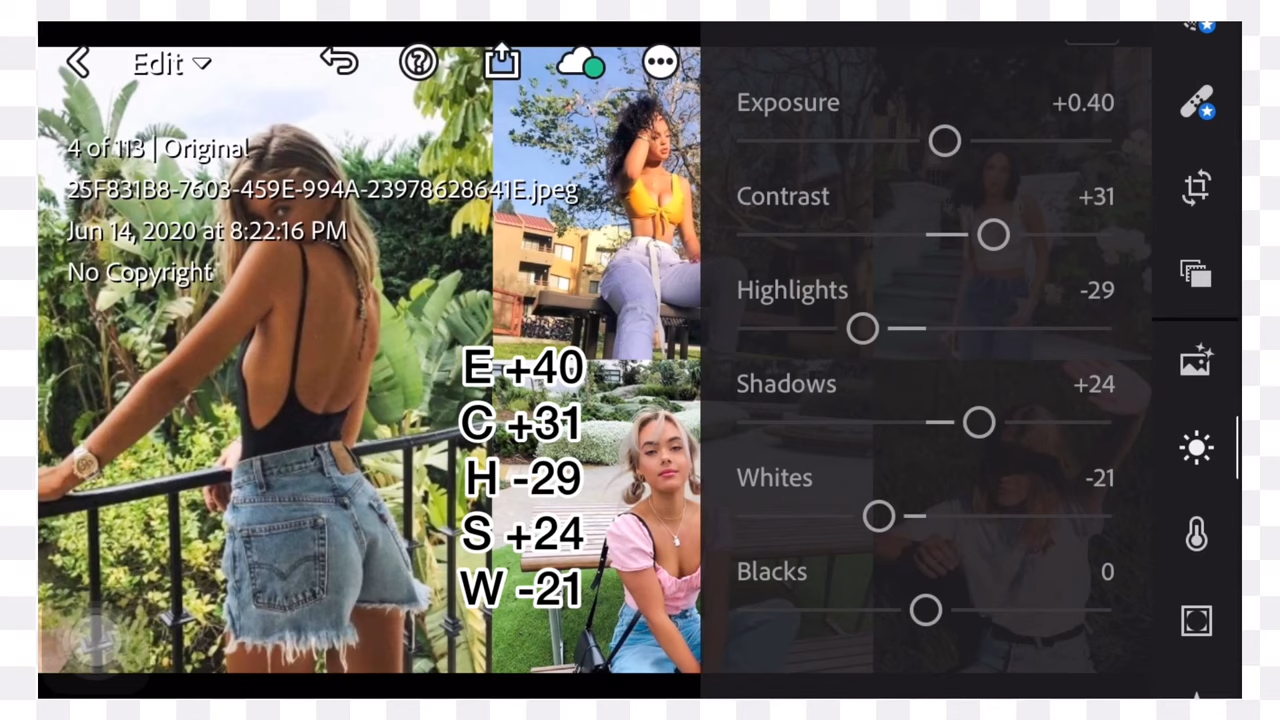 Edit
4 of 113 | Original
25F831B8-7603-459E-994A-23978628641E.jpeg
Jun 14, 2020 at 8:22:16 PM
No Copyright
E +40
C +31
H -29
S +24
W -21
Exposure +0.40
Contrast +31
Highlights -29
Shadows +24
Whites -21
Blacks 0